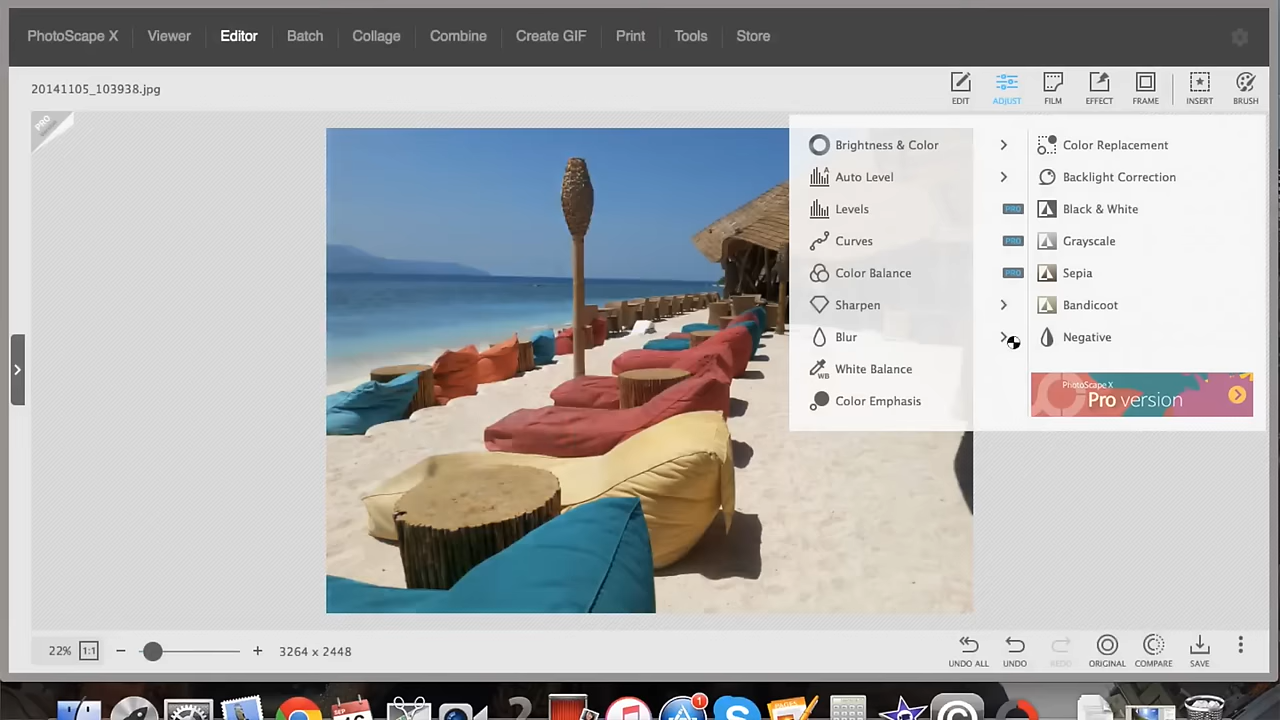 PhotoScape X Viewer Editor Batch Collage Combine Create GIF Print Tools Store
20141105_103938.jpg
EDIT ADJUST FILM EFFECT FRAME INSERT BRUSH
PRO
Brightness & Color
Auto Level
Levels
PRO
Curves
PRO
Color Balance
PRO
Sharpen
Blur
White Balance
WB
Color Emphasis
Color Replacement
Backlight Correction
Black & White
Grayscale
Sepia
Bandicoot
Negative
PhotoScape X
Pro version
22% 1:1 3264 x 2448
UNDO ALL UNDO REDO ORIGINAL COMPARE SAVE
SEP
1